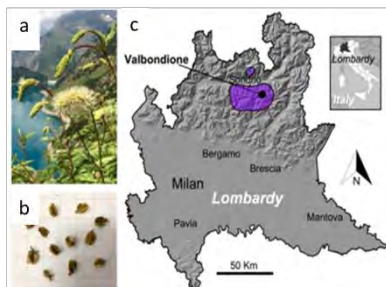 a
c
b
Valbondione
Lombardy
Italy
Bergamo
Brescia
Milan
Lombardy
Pavia
Mantova
N
50 Km